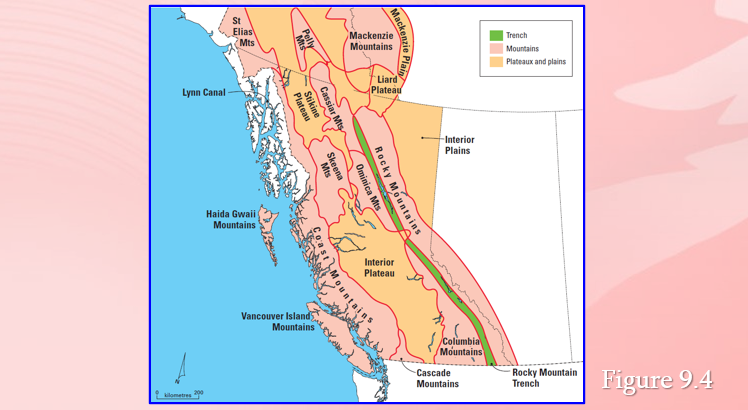 St
Elias
Mts
Pelly
Mts
Mackenzie
Mountains
Mackenzie Plain
Trench
Mountains
Plateaux and plains
Liard
Plateau
Lynn Canal
Stikine
Plateau
Cassiar Mts
Interior
Plains
Rocky Mountains
Skeena
Mts
Ominica Mts
Haida Gwaii
Mountains
Coast Mountains
Interior
Plateau
Vancouver Island
Mountains
Columbia
Mountains
Cascade
Mountains
Rocky Mountain
Trench
0 200
kilometres
Figure 9.4